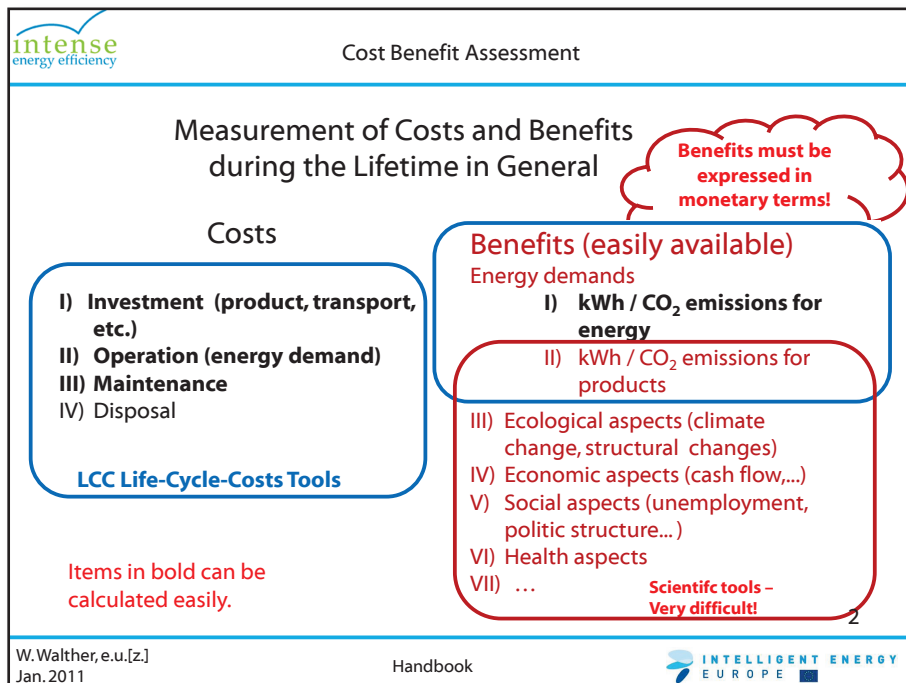 intense
energy efficiency
Cost Benefit Assessment
Measurement of Costs and Benefits
during the Lifetime in General
Benefits must be
expressed in
monetary terms!
Costs
I) Investment (product, transport,
etc.)
II) Operation (energy demand)
III) Maintenance
IV) Disposal
LCC Life-Cycle-Costs Tools
Items in bold can be
calculated easily.
Benefits (easily available)
Energy demands
I) kWh / CO₂ emissions for
energy
II) kWh / CO₂ emissions for
products
III) Ecological aspects (climate
change, structural changes)
IV) Economic aspects (cash flow,...)
V) Social aspects (unemployment,
politic structure... )
VI) Health aspects
VII) ...
Scientifc tools –
Very difficult!
2
W. Walther, e.u.[z.]
Jan. 2011
Handbook
INTELLIGENT ENERGY
EUROPE